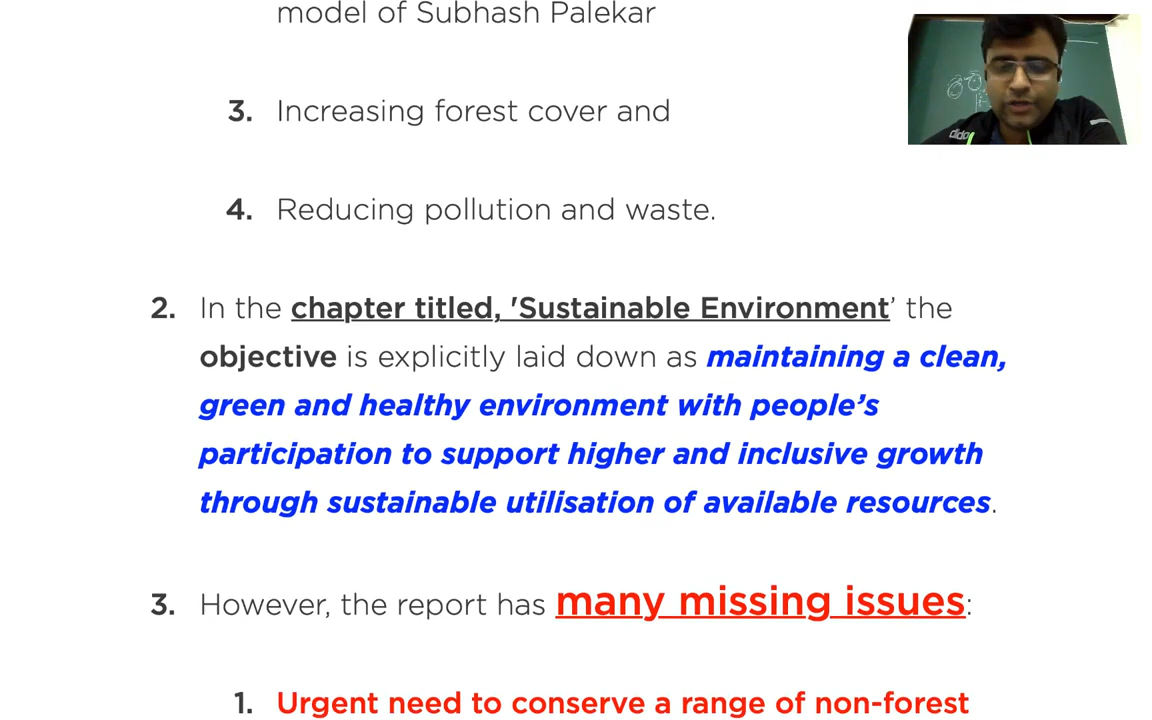 model of Subhash Palekar
3. Increasing forest cover and
4. Reducing pollution and waste.
2. In the chapter titled, 'Sustainable Environment’ the
objective is explicitly laid down as maintaining a clean,
green and healthy environment with people’s
participation to support higher and inclusive growth
through sustainable utilisation of available resources.
3. However, the report has many missing issues:
1. Urgent need to conserve a range of non-forest